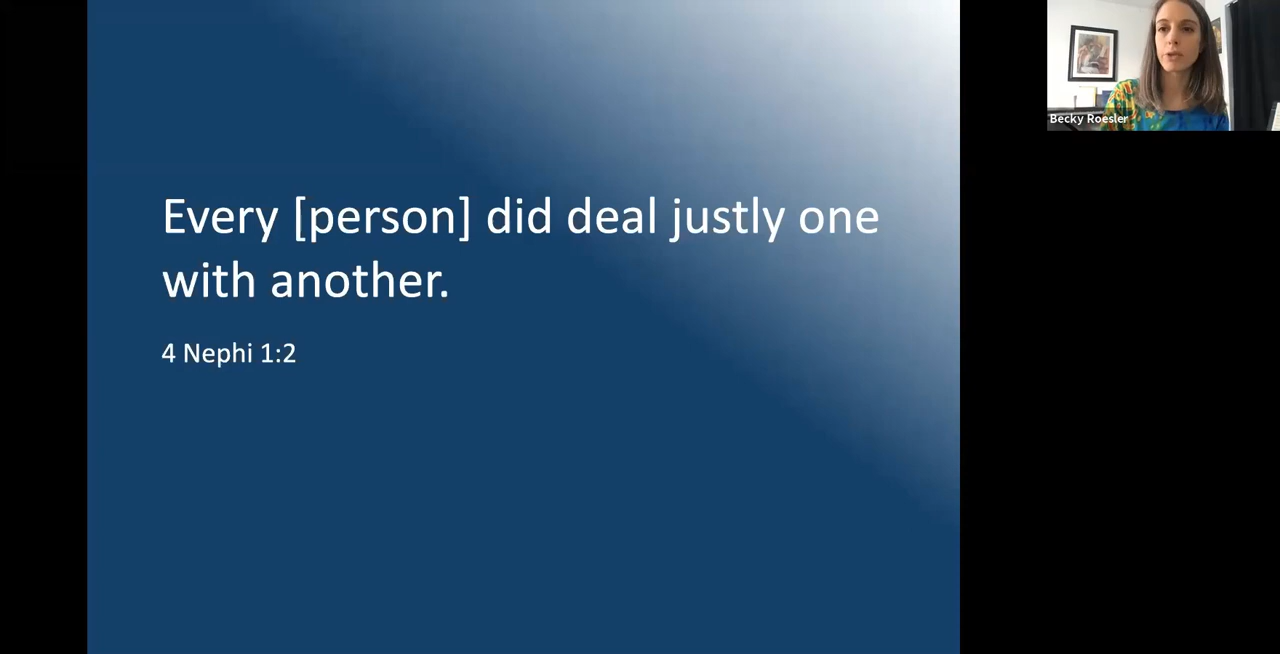 Every [person] did deal justly one
with another.
4 Nephi 1:2
Becky Roesler